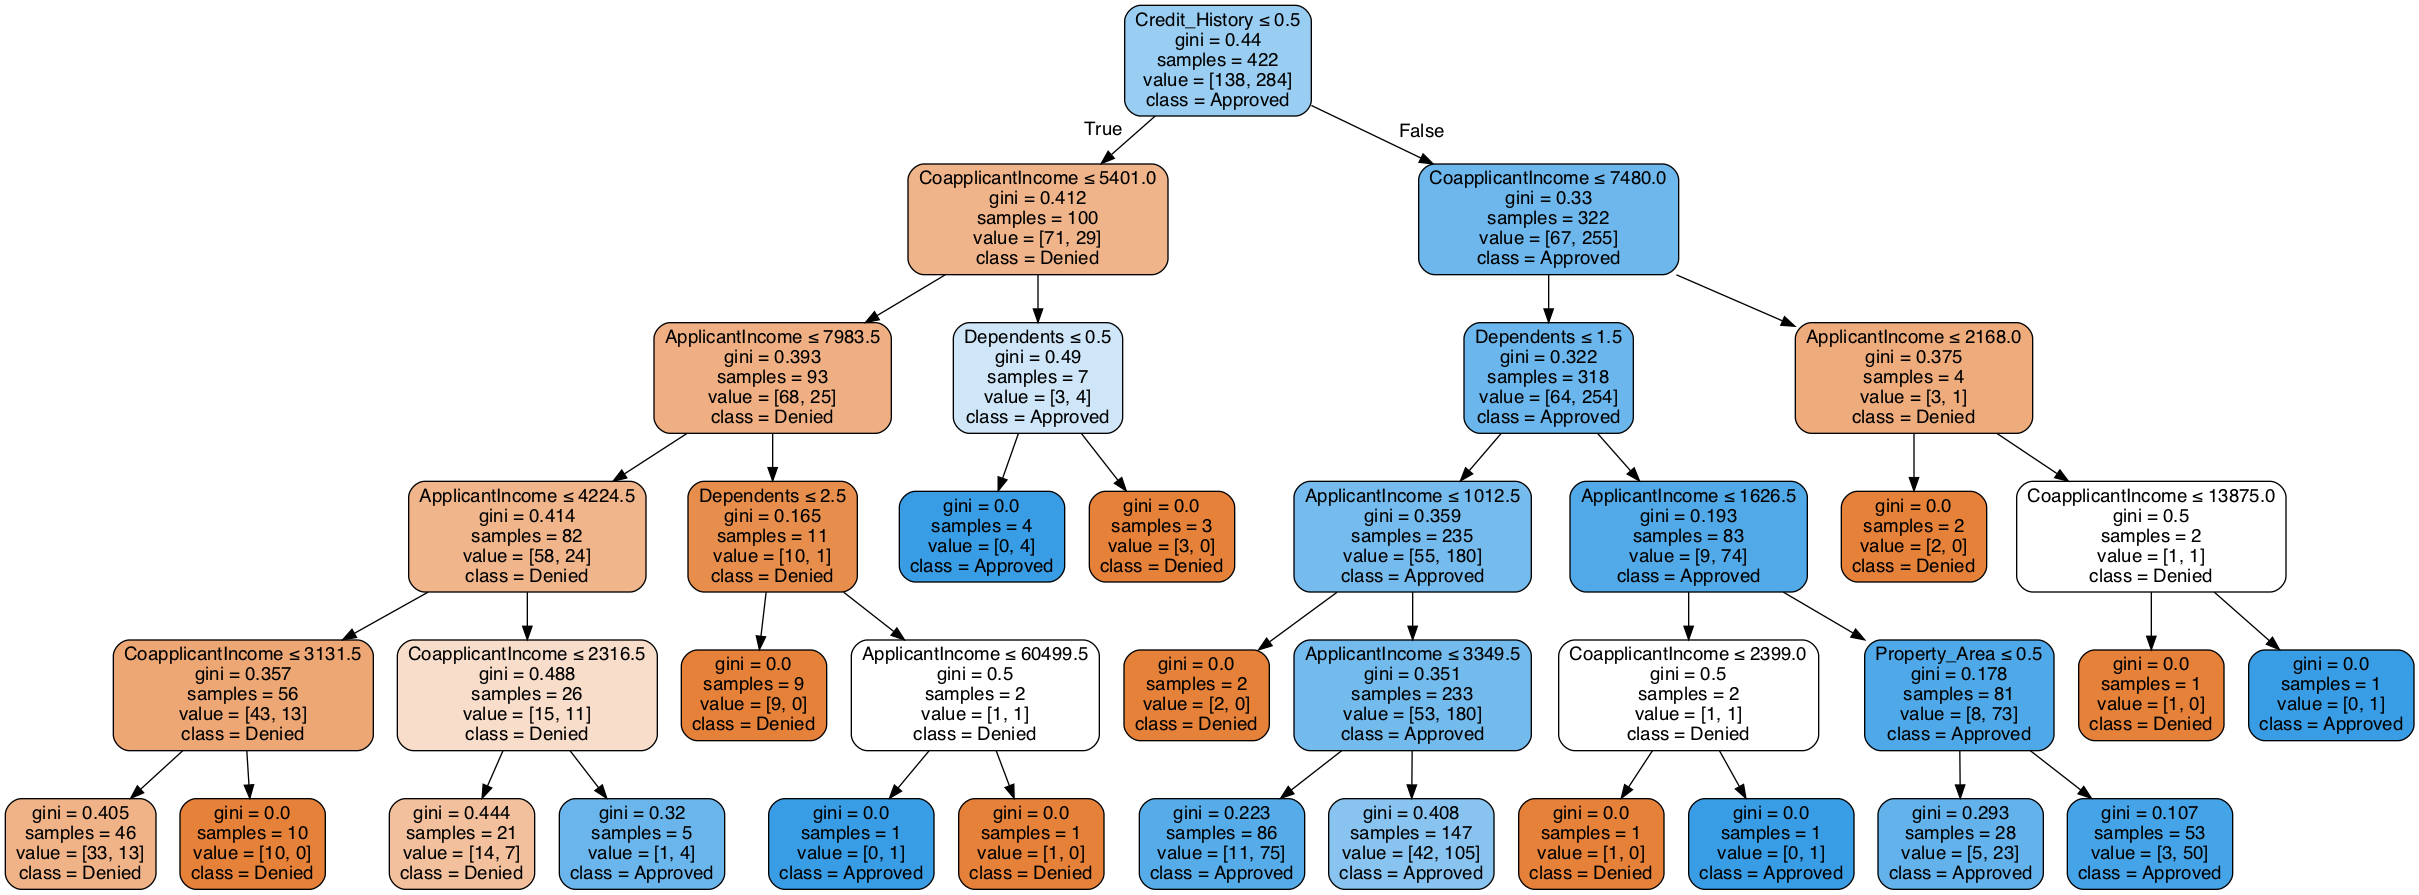 Credit_History ≤ 0.5
gini = 0.44
samples = 422
value = [138, 284]
class = Approved
True
False
CoapplicantIncome ≤ 5401.0
gini = 0.412
samples = 100
value = [71, 29]
class = Denied
CoapplicantIncome ≤ 7480.0
gini = 0.33
samples = 322
value = [67, 255]
class = Approved
ApplicantIncome ≤ 7983.5
gini = 0.393
samples = 93
value = [68, 25]
class = Denied
Dependents ≤ 0.5
gini = 0.49
samples = 7
value = [3, 4]
class = Approved
Dependents ≤ 1.5
gini = 0.322
samples = 318
value = [64, 254]
class = Approved
ApplicantIncome ≤ 2168.0
gini = 0.375
samples = 4
value = [3, 1]
class = Denied
ApplicantIncome ≤ 4224.5
gini = 0.414
samples = 82
value = [58, 24]
class = Denied
Dependents ≤ 2.5
gini = 0.165
samples = 11
value = [10, 1]
class = Denied
gini = 0.0
samples = 4
value = [0, 4]
class = Approved
gini = 0.0
samples = 3
value = [3, 0]
class = Denied
ApplicantIncome ≤ 1012.5
gini = 0.359
samples = 235
value = [55, 180]
class = Approved
ApplicantIncome ≤ 1626.5
gini = 0.193
samples = 83
value = [9, 74]
class = Approved
gini = 0.0
samples = 2
value = [2, 0]
class = Denied
CoapplicantIncome ≤ 13875.0
gini = 0.5
samples = 2
value = [1, 1]
class = Denied
CoapplicantIncome ≤ 3131.5
gini = 0.357
samples = 56
value = [43, 13]
class = Denied
CoapplicantIncome ≤ 2316.5
gini = 0.488
samples = 26
value = [15, 11]
class = Denied
gini = 0.0
samples = 9
value = [9, 0]
class = Denied
ApplicantIncome ≤ 60499.5
gini = 0.5
samples = 2
value = [1, 1]
class = Denied
gini = 0.0
samples = 2
value = [2, 0]
class = Denied
ApplicantIncome ≤ 3349.5
gini = 0.351
samples = 233
value = [53, 180]
class = Approved
CoapplicantIncome ≤ 2399.0
gini = 0.5
samples = 2
value = [1, 1]
class = Denied
Property_Area ≤ 0.5
gini = 0.178
samples = 81
value = [8, 73]
class = Approved
gini = 0.0
samples = 1
value = [1, 0]
class = Denied
gini = 0.0
samples = 1
value = [0, 1]
class = Approved
gini = 0.405
samples = 46
value = [33, 13]
class = Denied
gini = 0.0
samples = 10
value = [10, 0]
class = Denied
gini = 0.444
samples = 21
value = [14, 7]
class = Denied
gini = 0.32
samples = 5
value = [1, 4]
class = Approved
gini = 0.0
samples = 1
value = [0, 1]
class = Approved
gini = 0.0
samples = 1
value = [1, 0]
class = Denied
gini = 0.223
samples = 86
value = [11, 75]
class = Approved
gini = 0.408
samples = 147
value = [42, 105]
class = Approved
gini = 0.0
samples = 1
value = [1, 0]
class = Denied
gini = 0.0
samples = 1
value = [0, 1]
class = Approved
gini = 0.293
samples = 28
value = [5, 23]
class = Approved
gini = 0.107
samples = 53
value = [3, 50]
class = Approved